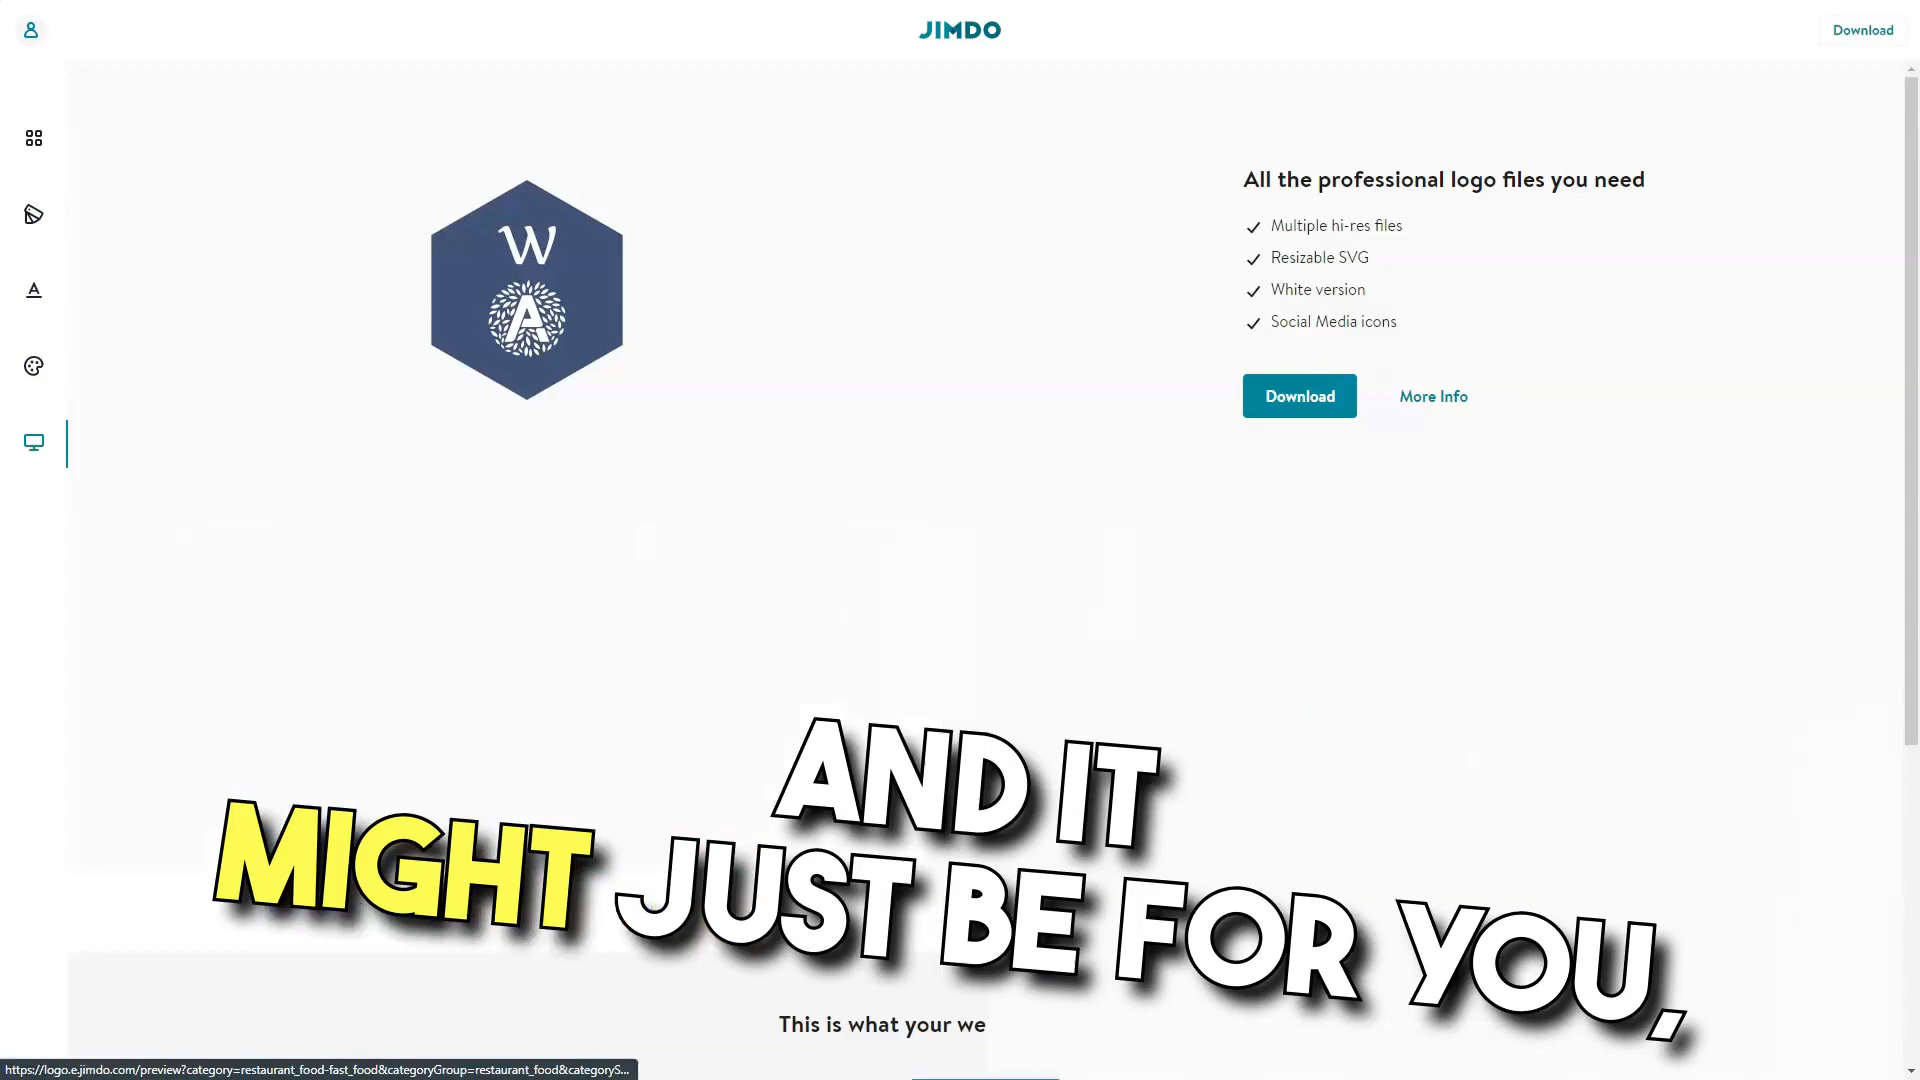 JIMDO
Download
W
A
All the professional logo files you need
Multiple hi-res files
Resizable SVG
White version
Social Media icons
Download
More Info
AND IT
MIGHT JUST BE FOR YOU,
This is what your we
https://logo.e.jimdo.com/preview?category=restaurant_food-fast_food&categoryGroup=restaurant_food&categoryS...